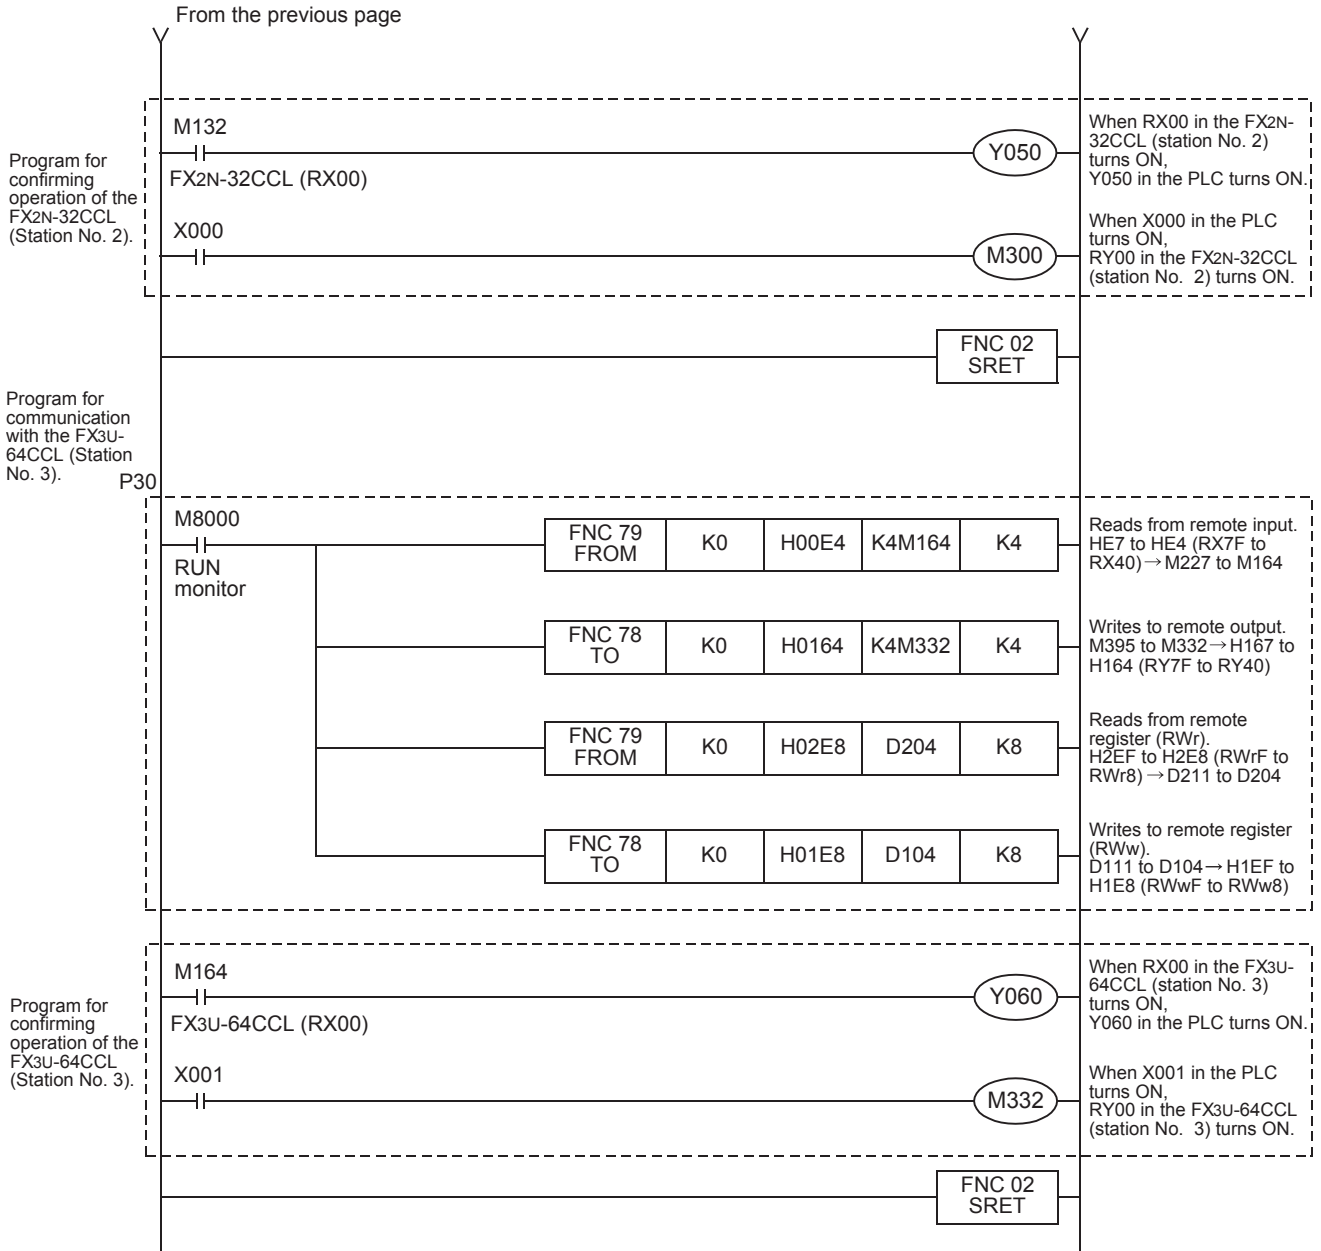 From the previous page
Program for
confirming
operation of the
FX2N-32CCL
(Station No. 2).
M132
FX2N-32CCL (RX00)
Y050
When RX00 in the FX2N-
32CCL (station No. 2)
turns ON,
Y050 in the PLC turns ON.
X000
M300
When X000 in the PLC
turns ON,
RY00 in the FX2N-32CCL
(station No. 2) turns ON.
FNC 02
SRET
Program for
communication
with the FX3U-
64CCL (Station
No. 3).
P30
M8000
RUN
monitor
FNC 79
FROM
K0
H00E4
K4M164
K4
Reads from remote input.
HE7 to HE4 (RX7F to
RX40)→M227 to M164
FNC 78
TO
K0
H0164
K4M332
K4
Writes to remote output.
M395 to M332→H167 to
H164 (RY7F to RY40)
FNC 79
FROM
K0
H02E8
D204
K8
Reads from remote
register (RWr).
H2EF to H2E8 (RWrF to
RWr8)→D211 to D204
FNC 78
TO
K0
H01E8
D104
K8
Writes to remote register
(RWw).
D111 to D104→H1EF to
H1E8 (RWwF to RWw8)
Program for
confirming
operation of the
FX3U-64CCL
(Station No. 3).
M164
FX3U-64CCL (RX00)
Y060
When RX00 in the FX3U-
64CCL (station No. 3)
turns ON,
Y060 in the PLC turns ON.
X001
M332
When X001 in the PLC
turns ON,
RY00 in the FX3U-64CCL
(station No. 3) turns ON.
FNC 02
SRET